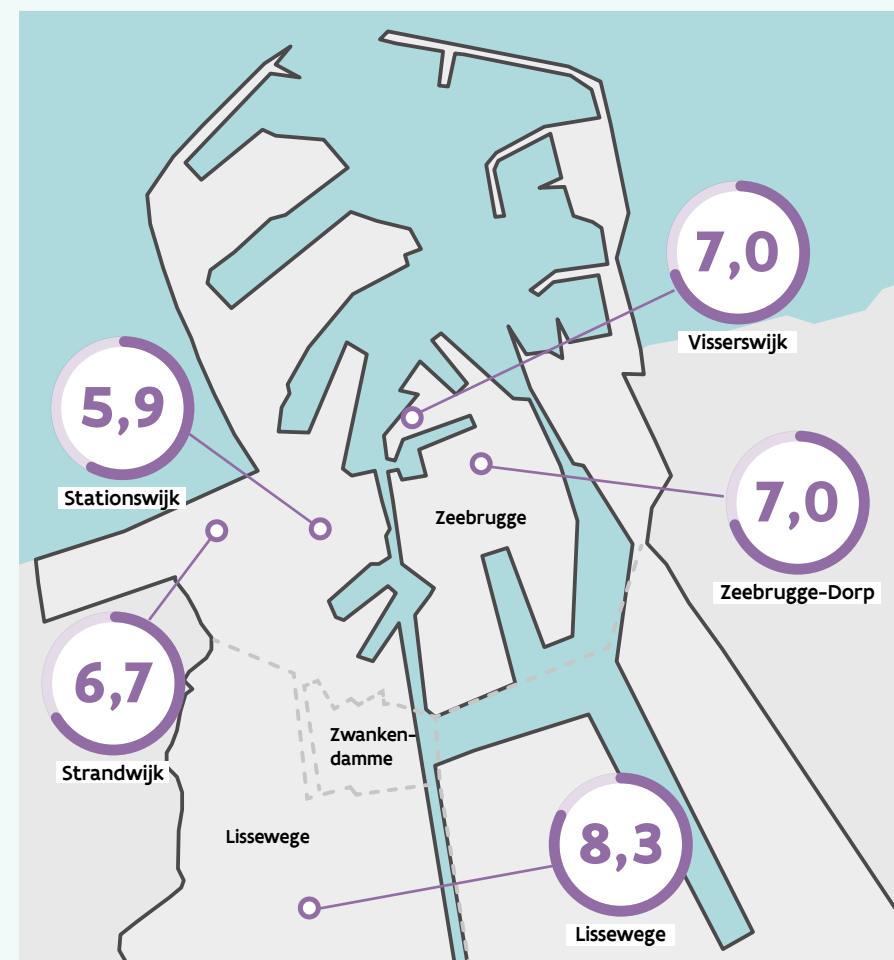 7,0
Visserswijk
5,9
Stationswijk
7,0
Zeebrugge-Dorp
Zeebrugge
6,7
Strandwijk
Zwanken-
damme
Lissewege
8,3
Lissewege